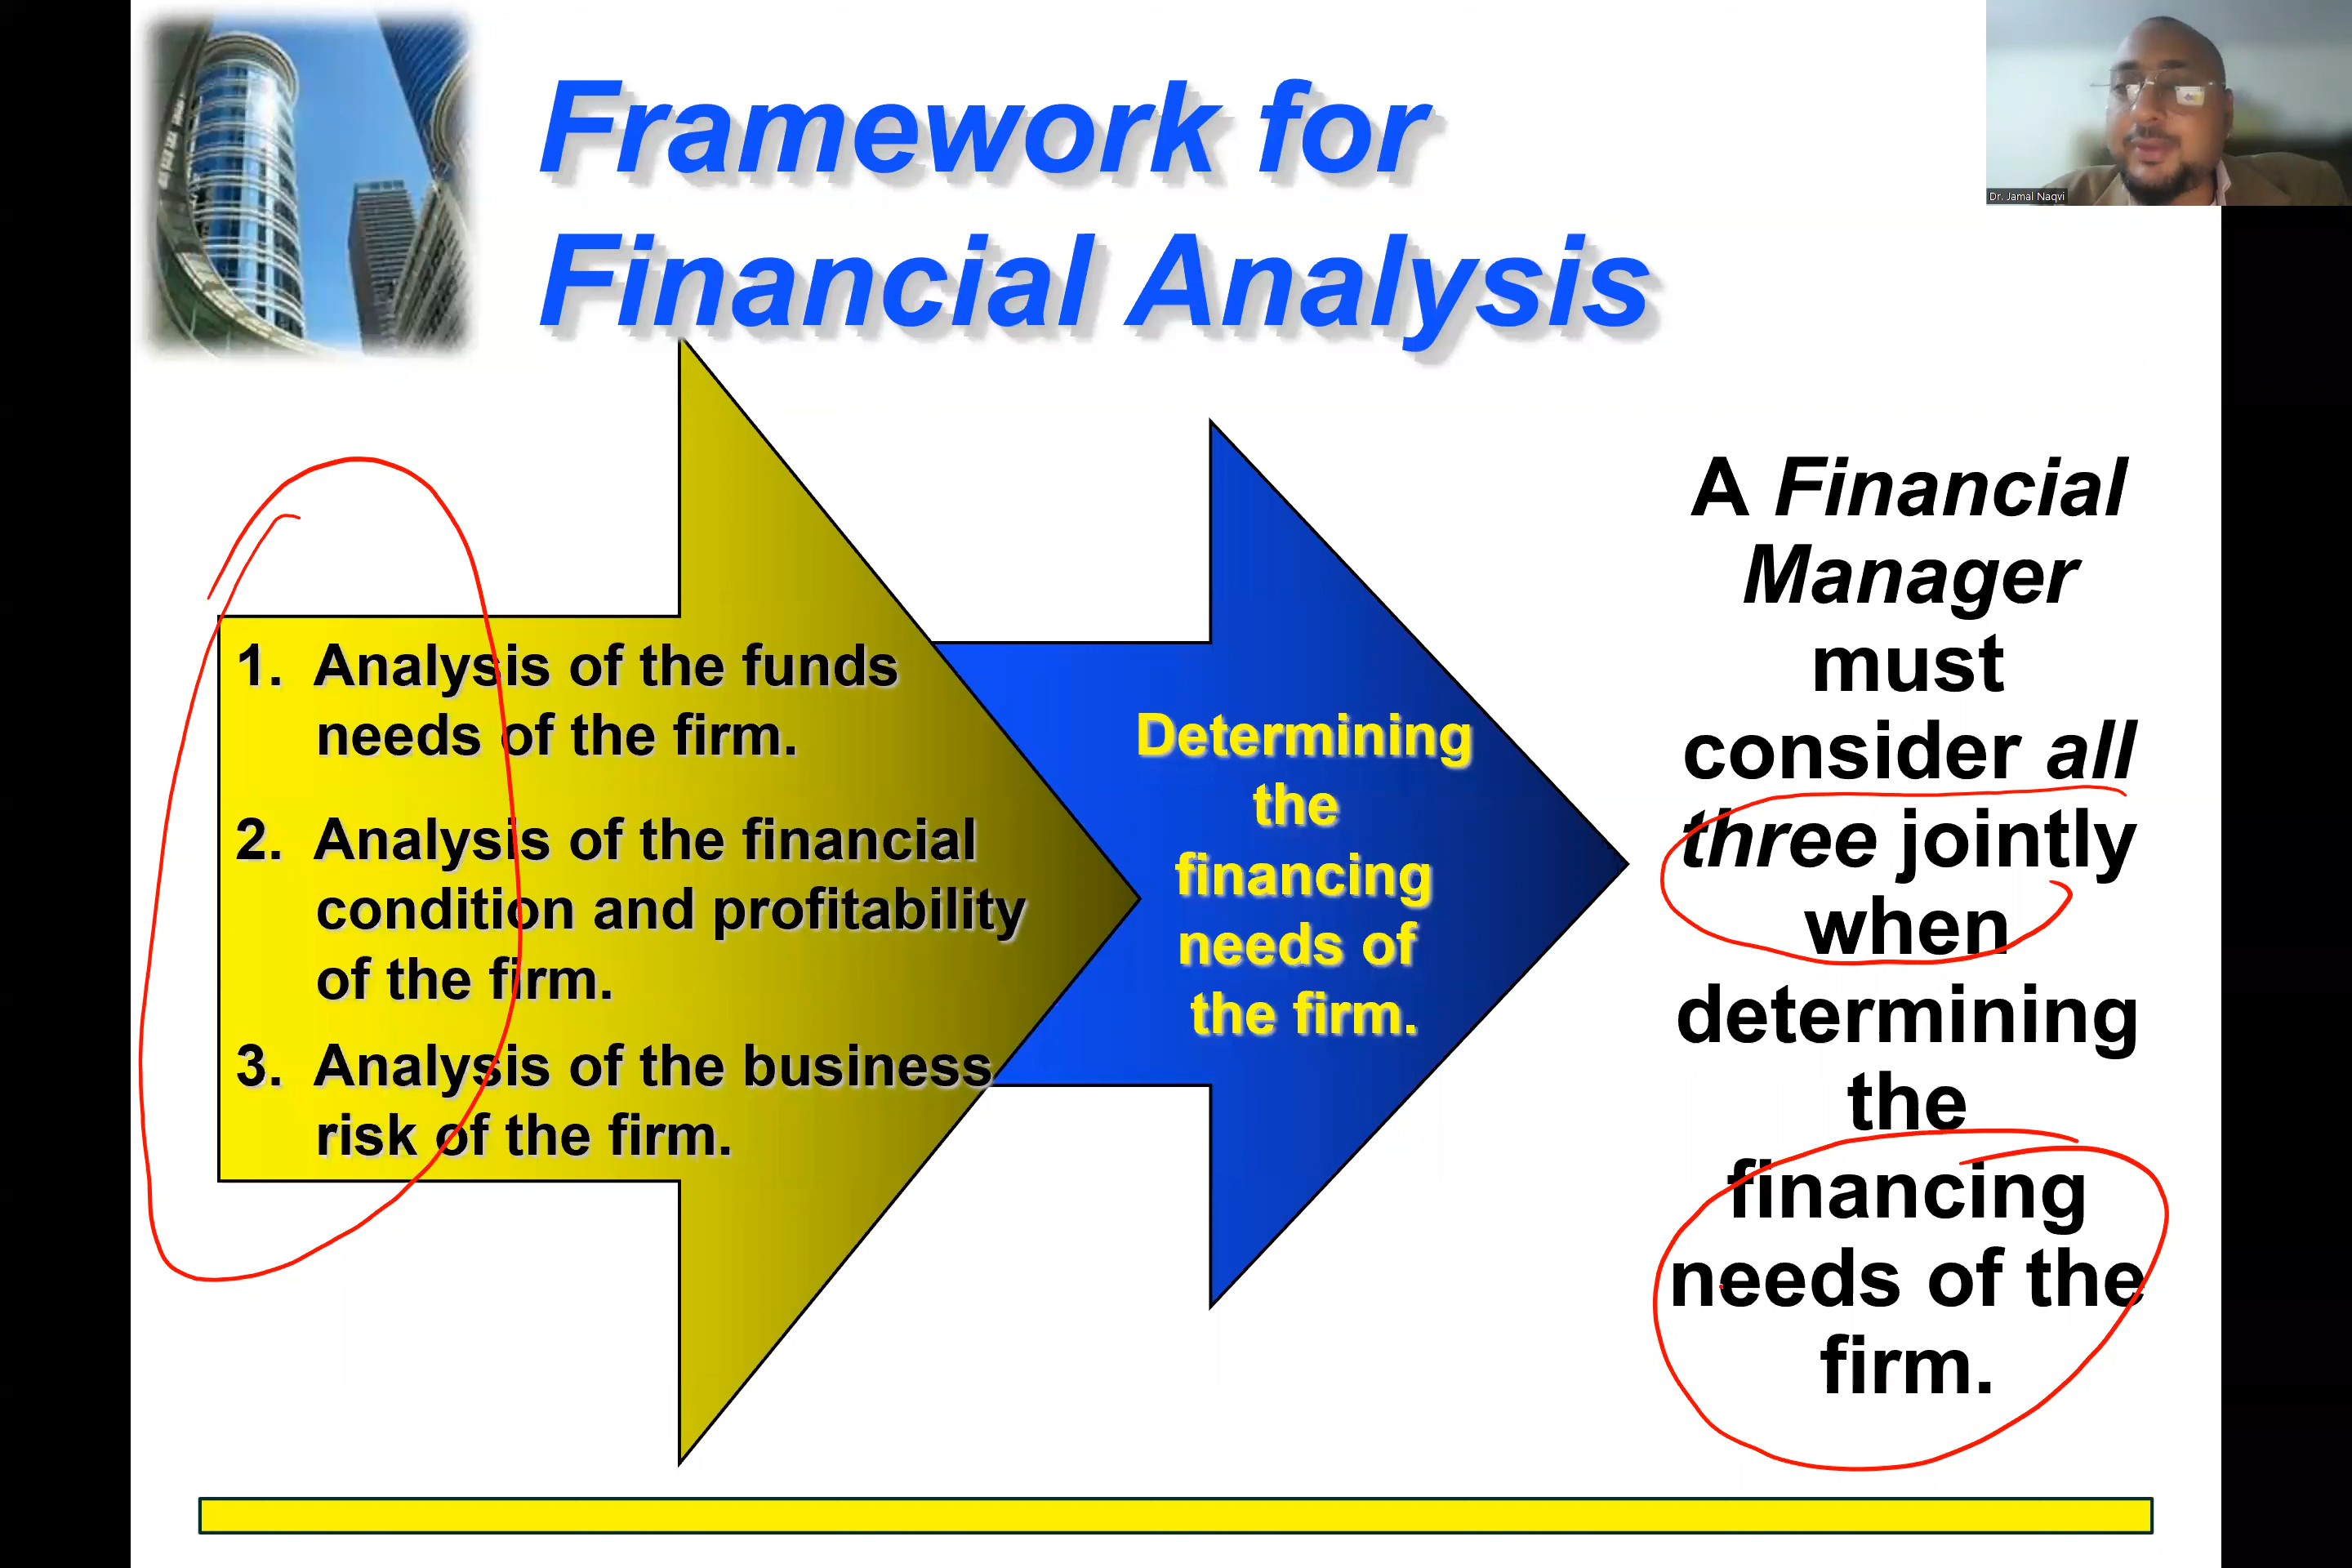 Framework for
Financial Analysis
Dr. Jamal Naqvi
1. Analysis of the funds
needs of the firm.
2. Analysis of the financial
condition and profitability
of the firm.
3. Analysis of the business
risk of the firm.
Determining
the
financing
needs of
the firm.
A Financial
Manager
must
consider all
three jointly
when
determining
the
financing
needs of the
firm.